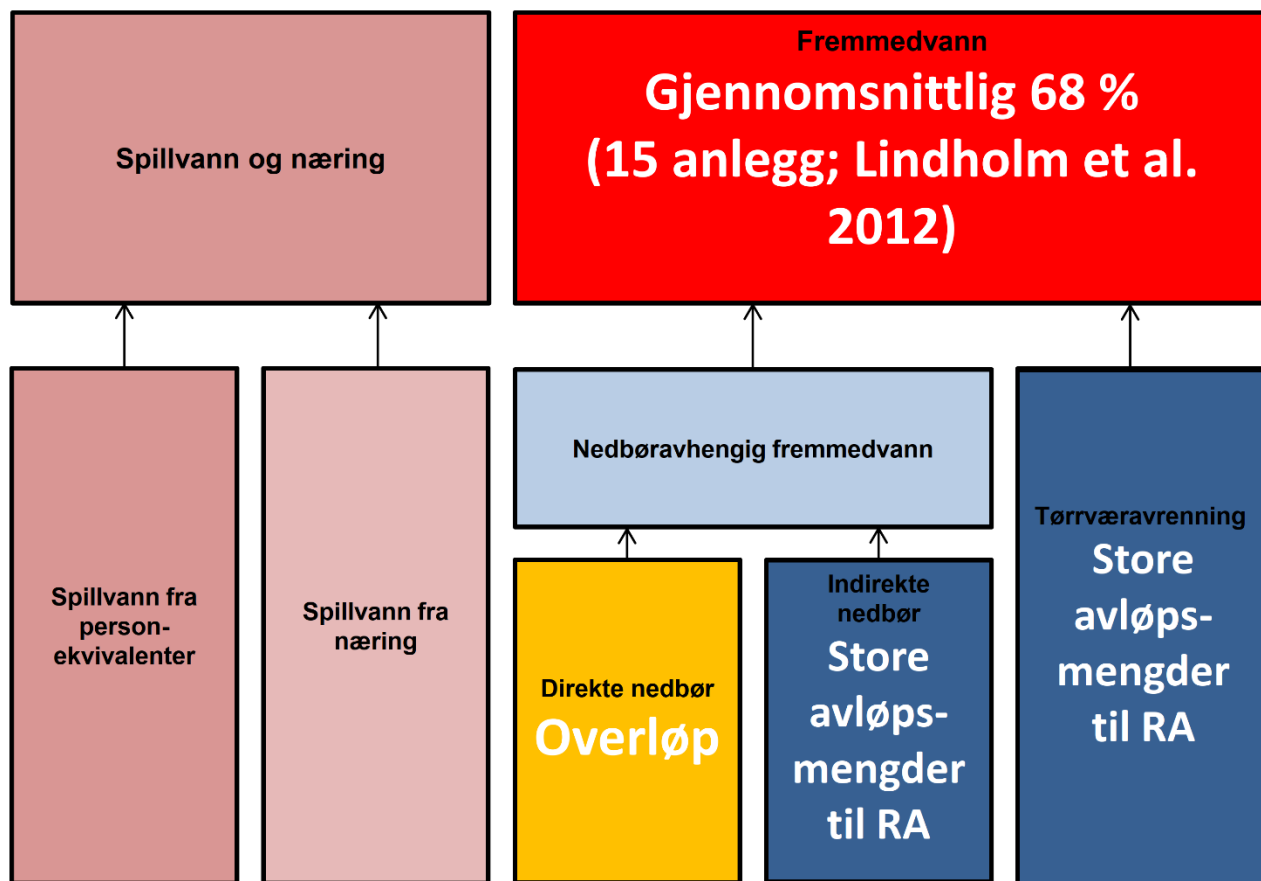 Spillvann og næring
Fremmedvann
Gjennomsnittlig 68 %
(15 anlegg; Lindholm et al.
2012)
Spillvann fra
person-
ekvivalenter
Spillvann fra
næring
Nedbøravhengig fremmedvann
Direkte nedbør
Overløp
Indirekte
nedbør
Store
avløps-
mengder
til RA
Tørrværavrenning
Store
avløps-
mengder
til RA